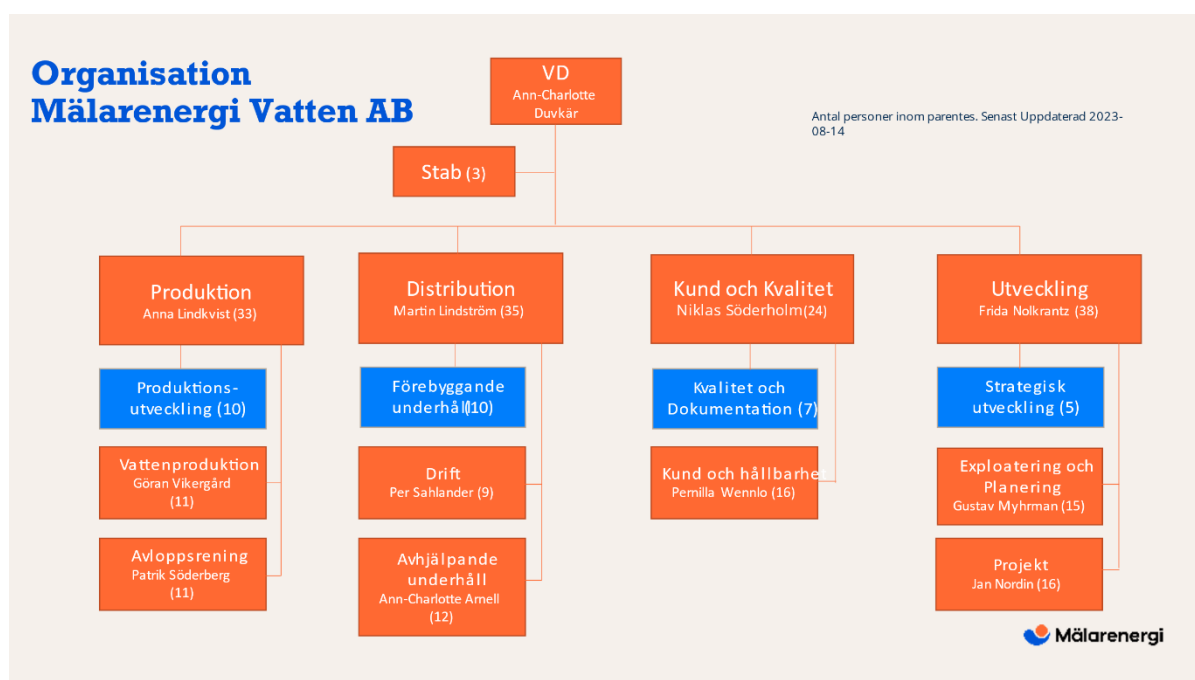 Organisation
Mälarenergi Vatten AB
VD
Ann-Charlotte
Duvkär
Antal personer inom parentes. Senast Uppdaterad 2023-
08-14
Stab (3)
Produktion
Anna Lindkvist (33)
Distribution
Martin Lindström (35)
Kund och Kvalitet
Niklas Söderholm(24)
Utveckling
Frida Nolkrantz (38)
Produktions-
utveckling (10)
Förebyggande
underhåll(10)
Kvalitet och
Dokumentation (7)
Strategisk
utveckling (5)
Vattenproduktion
Göran Vikergård
(11)
Drift
Per Sahlander (9)
Kund och hållbarhet
Pernilla Wennlo (16)
Exploatering och
Planering
Gustav Myhrman (15)
Avloppsrening
Patrik Söderberg
(11)
Avhjälpande
underhåll
Ann-Charlotte Arnell
(12)
Projekt
Jan Nordin (16)
Mälarenergi